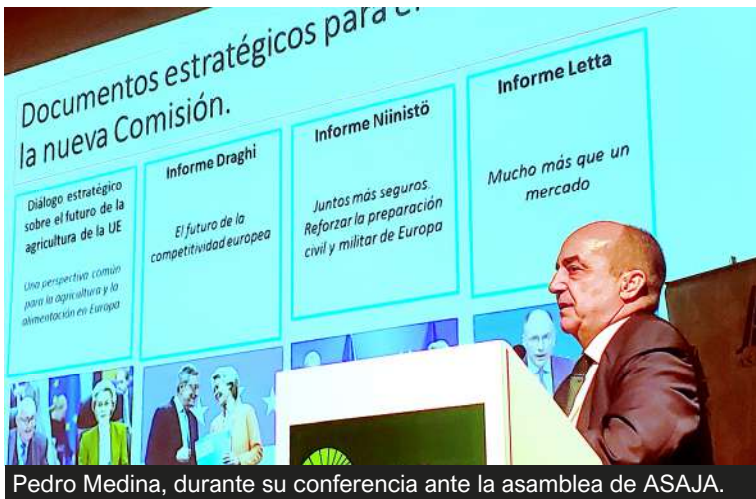 Documentos estratégicos para el
la nueva Comisión.
Diálogo estratégico
sobre el futuro de la
agricultura de la UE
Una perspectiva común
para la agricultura y la
alimentación en Europa
Informe Draghi
El futuro de la
competitividad europea
Informe Niinistö
Juntos más seguros.
Reforzar la preparación
civil y militar de Europa
Informe Letta
Mucho más que un
mercado
Pedro Medina, durante su conferencia ante la asamblea de ASAJA.